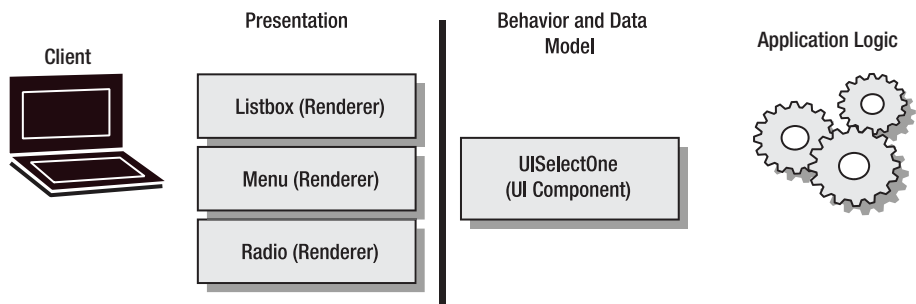 Presentation
Behavior and Data
Model
Client
Application Logic
Listbox (Renderer)
Menu (Renderer)
Radio (Renderer)
UISelectOne
(UI Component)